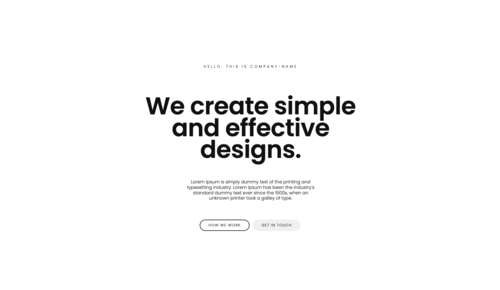 HELLO, THIS IS COMPANY-NAME
We create simple
and effective
designs.
Lorem Ipsum is simply dummy text of the printing and
typesetting industry. Lorem Ipsum has been the industry's
standard dummy text ever since the 1500s, when an
unknown printer took a galley of type.
HOW WE WORK
GET IN TOUCH